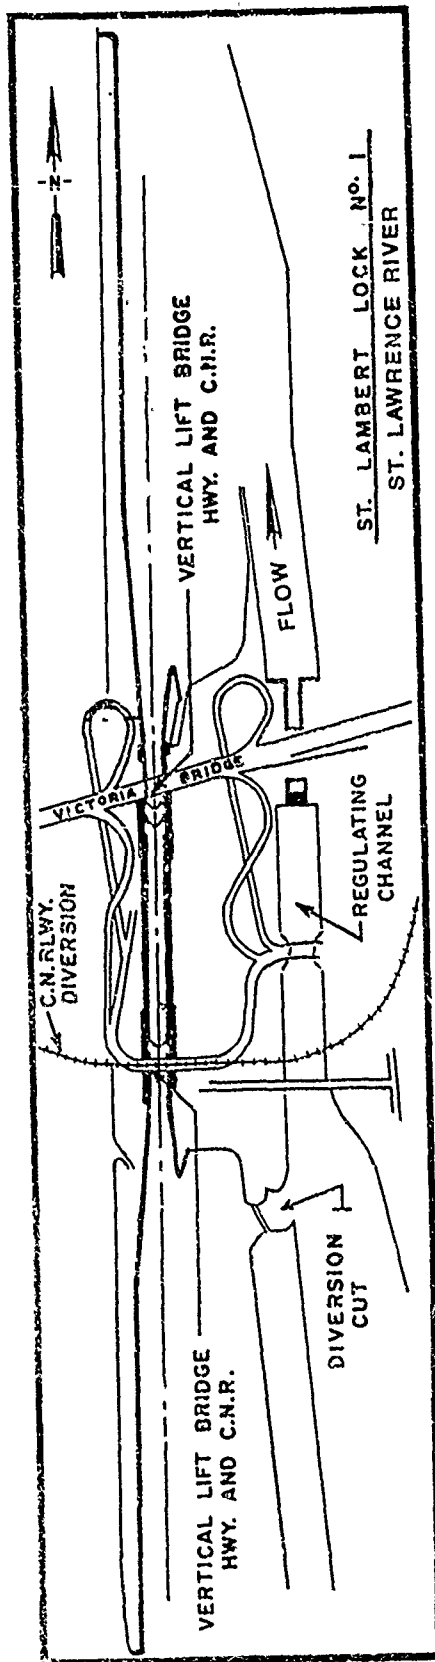 N
VERTICAL LIFT BRIDGE
HWY. AND C.N.R.
ST. LAMBERT LOCK No. 1
ST. LAWRENCE RIVER
FLOW
VICTORIA BRIDGE
C.N. RLWY.
DIVERSION
REGULATING
CHANNEL
VERTICAL LIFT BRIDGE
HWY. AND C.N.R.
DIVERSION
CUT